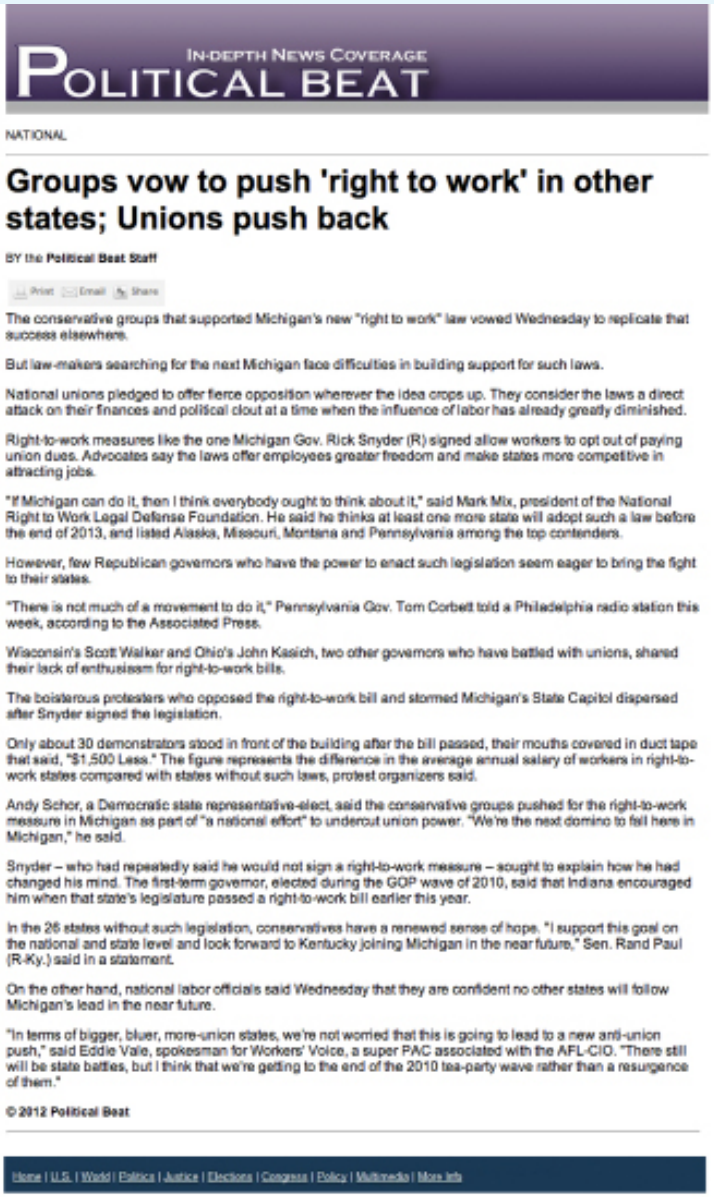 IN-DEPTH NEWS COVERAGE
POLITICAL BEAT
NATIONAL
Groups vow to push 'right to work' in other
states; Unions push back
BY the Political Beat Staff
Print Email Share
The conservative groups that supported Michigan's new "right to work" law vowed Wednesday to replicate that
success elsewhere.
But law-makers searching for the next Michigan face difficulties in building support for such laws.
National unions pledged to offer fierce opposition wherever the idea crops up. They consider the laws a direct
attack on their finances and political clout at a time when the influence of labor has already greatly diminished.
Right-to-work measures like the one Michigan Gov. Rick Snyder (R) signed allow workers to opt out of paying
union dues. Advocates say the laws offer employees greater freedom and make states more competitive in
attracting jobs.
"If Michigan can do it, then I think everybody ought to think about it," said Mark Mix, president of the National
Right to Work Legal Defense Foundation. He said he thinks at least one more state will adopt such a law before
the end of 2013, and listed Alaska, Missouri, Montana and Pennsylvania among the top contenders.
However, few Republican governors who have the power to enact such legislation seem eager to bring the fight
to their states.
"There is not much of a movement to do it," Pennsylvania Gov. Tom Corbett told a Philadelphia radio station this
week, according to the Associated Press.
Wisconsin's Scott Walker and Ohio's John Kasich, two other governors who have battled with unions, shared
their lack of enthusiasm for right-to-work bills.
The boisterous protesters who opposed the right-to-work bill and stormed Michigan's State Capitol dispersed
after Snyder signed the legislation.
Only about 30 demonstrators stood in front of the building after the bill passed, their mouths covered in duct tape
that said, "$1,500 Less." The figure represents the difference in the average annual salary of workers in right-to-
work states compared with states without such laws, protest organizers said.
Andy Schor, a Democratic state representative-elect, said the conservative groups pushed for the right-to-work
measure in Michigan as part of "a national effort" to undercut union power. "We're the next domino to fall here in
Michigan," he said.
Snyder – who had repeatedly said he would not sign a right-to-work measure – sought to explain how he had
changed his mind. The first-term governor, elected during the GOP wave of 2010, said that Indiana encouraged
him when that state's legislature passed a right-to-work bill earlier this year.
In the 26 states without such legislation, conservatives have a renewed sense of hope. "I support this goal on
the national and state level and look forward to Kentucky joining Michigan in the near future," Sen. Rand Paul
(R-Ky.) said in a statement.
On the other hand, national labor officials said Wednesday that they are confident no other states will follow
Michigan's lead in the near future.
"In terms of bigger, bluer, more-union states, we're not worried that this is going to lead to a new anti-union
push," said Eddie Vale, spokesman for Workers' Voice, a super PAC associated with the AFL-CIO. "There still
will be state battles, but I think that we're getting to the end of the 2010 tea-party wave rather than a resurgence
of them."
© 2012 Political Beat
Home | U.S. | World | Politics | Justice | Elections | Congress | Policy | Multimedia | More Info